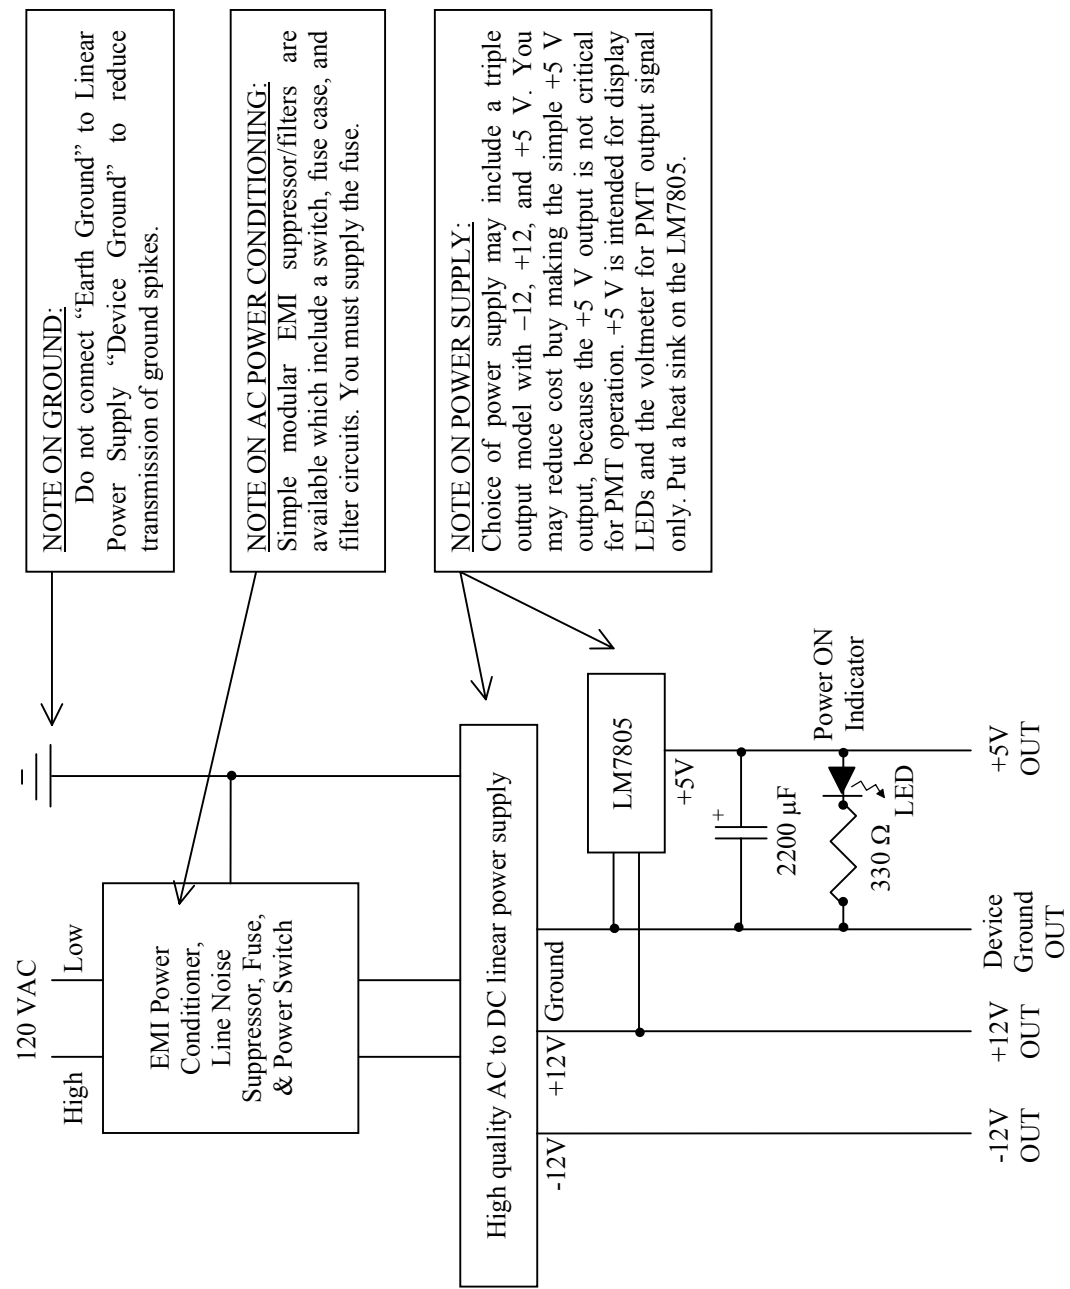 NOTE ON GROUND:
Do not connect “Earth Ground” to Linear
Power Supply “Device Ground” to reduce
transmission of ground spikes.
NOTE ON AC POWER CONDITIONING:
Simple modular EMI suppressor/filters are
available which include a switch, fuse case, and
filter circuits. You must supply the fuse.
NOTE ON POWER SUPPLY:
Choice of power supply may include a triple
output model with –12, +12, and +5 V. You
may reduce cost buy making the simple +5 V
output, because the +5 V output is not critical
for PMT operation. +5 V is intended for display
LEDs and the voltmeter for PMT output signal
only. Put a heat sink on the LM7805.
120 VAC
High
Low
EMI Power
Conditioner,
Line Noise
Suppressor, Fuse,
& Power Switch
High quality AC to DC linear power supply
-12V
+12V
Ground
LM7805
+5V
+
2200 μF
330 Ω
LED
Power ON
Indicator
-12V
OUT
+12V
OUT
Device
Ground
OUT
+5V
OUT